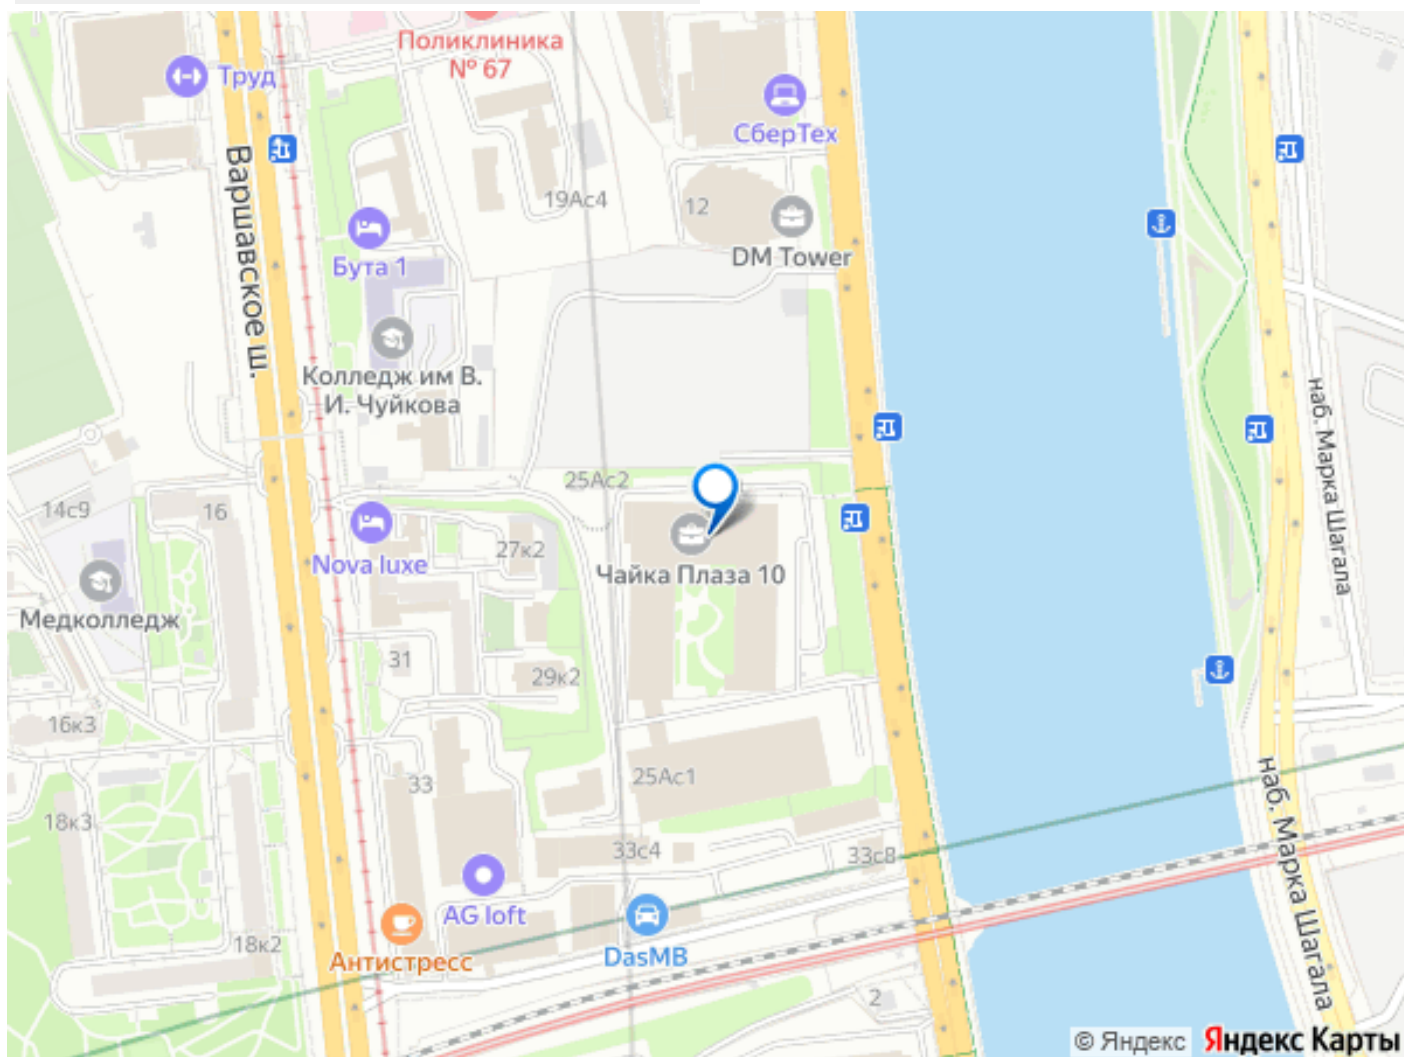 Поликлиника
№ 67
Труд
СберТех
Варшавское ш.
19Ас4
12
DM Tower
Бута 1
Колледж им В.
И. Чуйкова
наб. Марка Шагала
25Ас2
14с9
16
27к2
Nova luxe
Чайка Плаза 10
Медколледж
31
29к2
16к3
25Ас1
33
наб. Марка Шагала
18к3
33с4
33с8
AG loft
18к2
Антистресс
DasMB
2
© Яндекс
Яндекс Карты